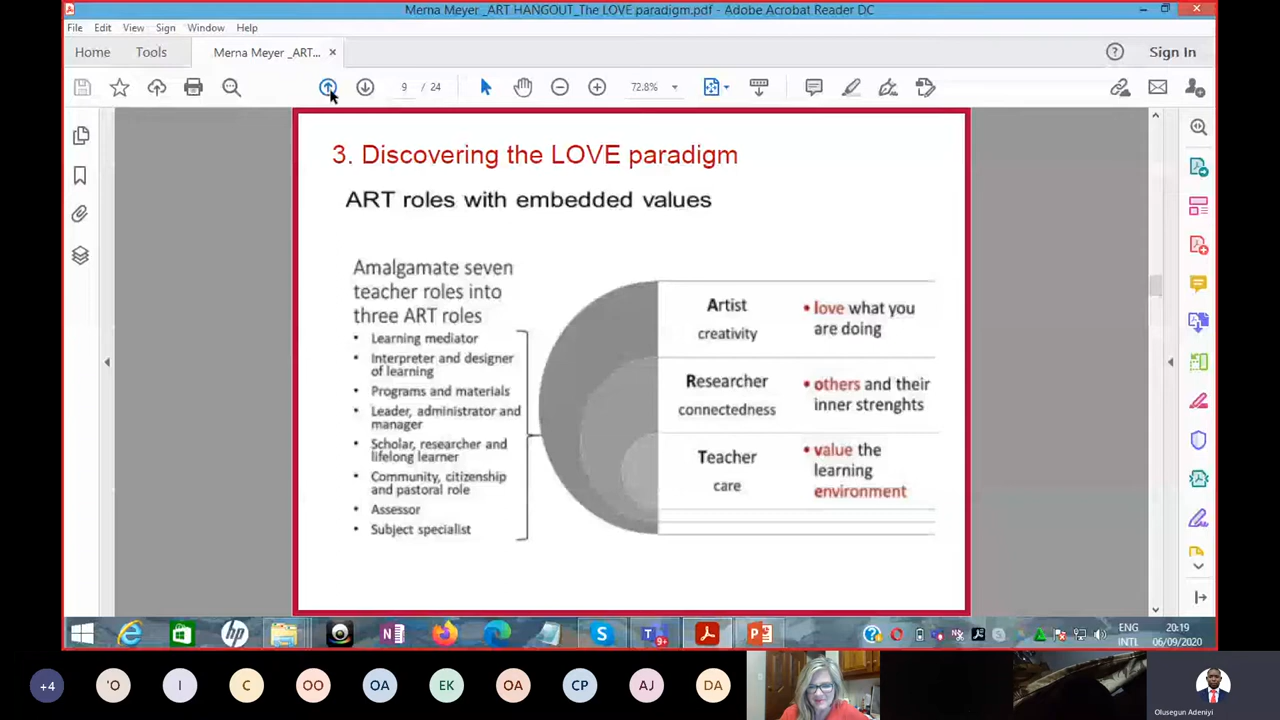 Merna Meyer _ART HANGOUT_The LOVE paradigm.pdf - Adobe Acrobat Reader DC
File Edit View Sign Window Help
Home Tools Merna Meyer _ART... × Sign In
9 / 24 72.8%
3. Discovering the LOVE paradigm
ART roles with embedded values
Amalgamate seven
teacher roles into
three ART roles
• Learning mediator
• Interpreter and designer
of learning
• Programs and materials
• Leader, administrator and
manager
• Scholar, researcher and
lifelong learner
• Community, citizenship
and pastoral role
• Assessor
• Subject specialist
Artist
creativity
• love what you
are doing
Researcher
connectedness
• others and their
inner strenghts
Teacher
care
• value the
learning
environment
ENG
INTL
20:19
06/09/2020
+4 'O I C OO OA EK OA CP AJ DA
Olusegun Adeniyi